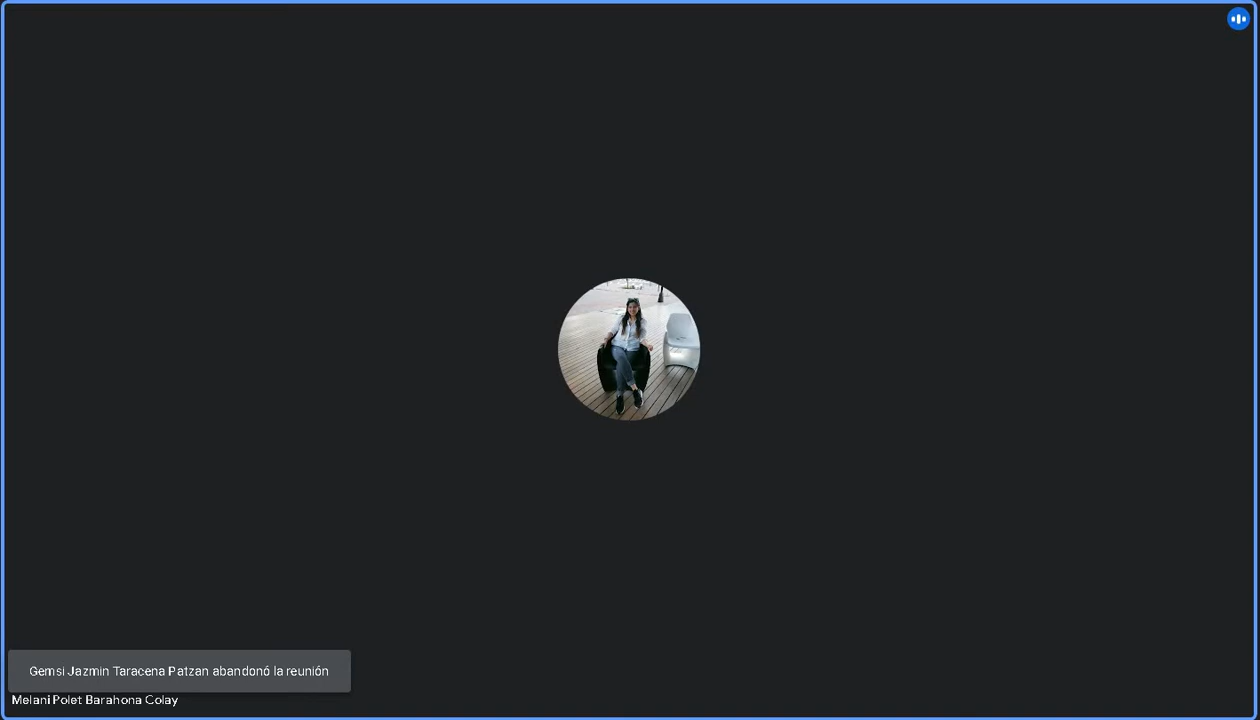 Gemsi Jazmin Taracena Patzan abandonó la reunión
Melani Polet Barahona Colay